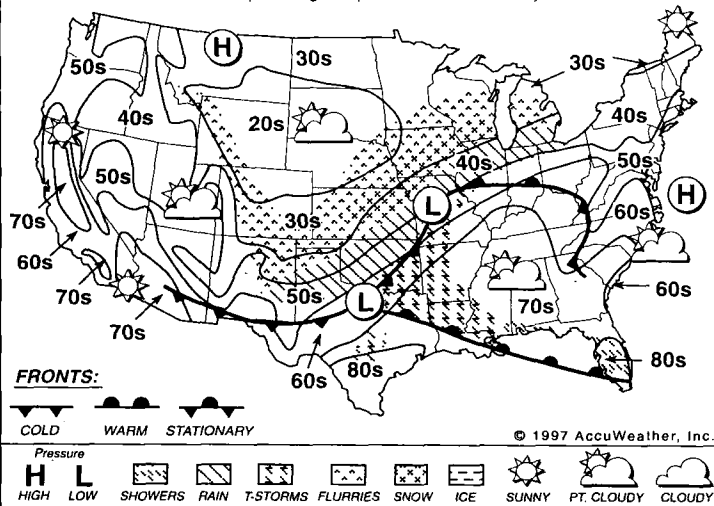 H
30s
50s
30s
40s
20s
40s
40s
50s
50s
L
H
30s
60s
70s
60s
70s
50s
L
70s
60s
70s
60s
80s
80s
FRONTS:
COLD WARM STATIONARY
© 1997 AccuWeather, Inc.
Pressure
H L
HIGH LOW SHOWERS RAIN T-STORMS FLURRIES SNOW ICE SUNNY PT. CLOUDY CLOUDY